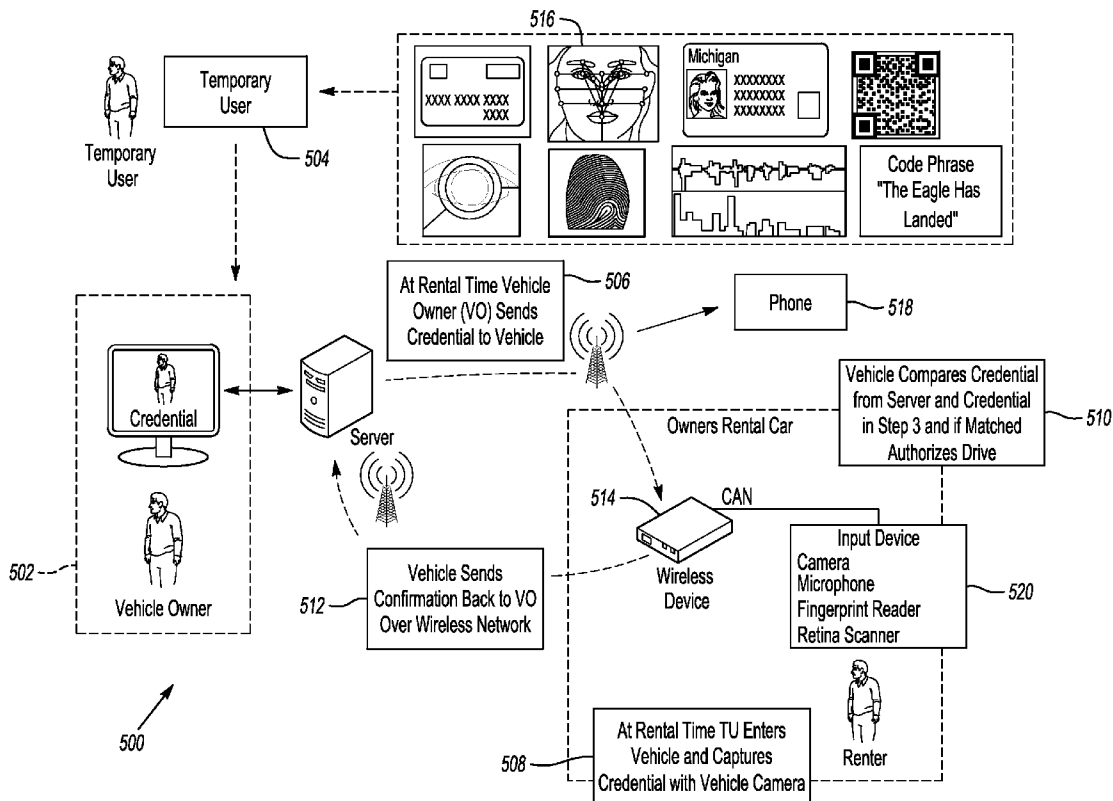 516
Temporary
User
504
Temporary
User
XXXX XXXX XXXX
XXXX
Michigan
XXXXXXXX
XXXXXXXX
XXXXXXXX
Code Phrase
"The Eagle Has
Landed"
At Rental Time Vehicle
Owner (VO) Sends
Credential to Vehicle
506
Phone
518
Credential
Server
Vehicle Owner
502
500
Vehicle Compares Credential
from Server and Credential
in Step 3 and if Matched
Authorizes Drive
510
Owners Rental Car
514
CAN
Wireless
Device
Vehicle Sends
Confirmation Back to VO
Over Wireless Network
512
Input Device
Camera
Microphone
Fingerprint Reader
Retina Scanner
520
Renter
At Rental Time TU Enters
Vehicle and Captures
Credential with Vehicle Camera
508